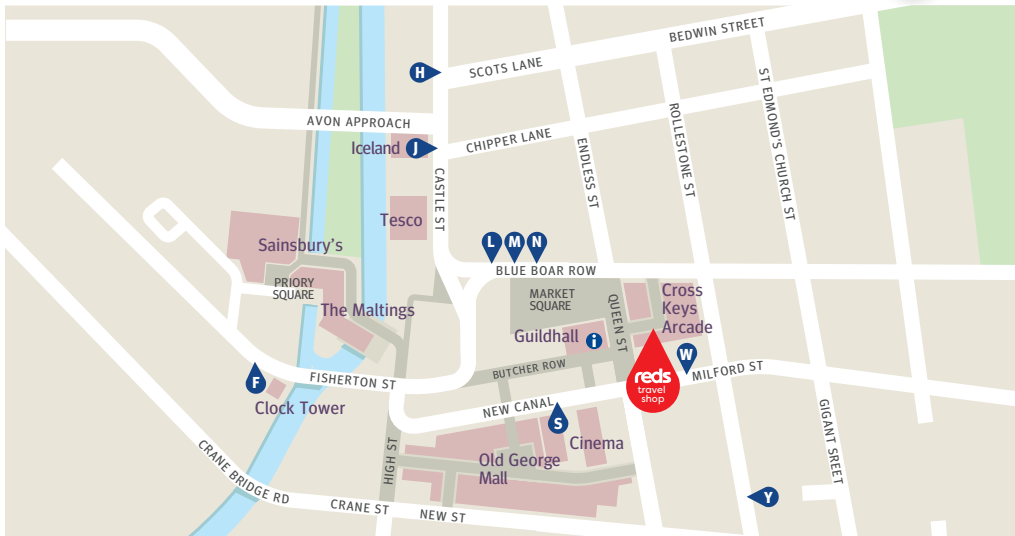 BEDWIN STREET
SCOTS LANE
H
AVON APPROACH
Iceland
J
CHIPPER LANE
ST EDMOND'S CHURCH ST
ROLLESTONE ST
ENDLESS ST
CASTLE ST
Tesco
Sainsbury's
L
M
N
BLUE BOAR ROW
PRIORY
SQUARE
The Maltings
MARKET
SQUARE
QUEEN ST
Cross
Keys
Arcade
Guildhall
i
W
MILFORD ST
reds
travel
shop
BUTCHER ROW
FISHERTON ST
F
Clock Tower
NEW CANAL
S
Cinema
GIGANT SREET
HIGH ST
Old George
Mall
CRANE BRIDGE RD
CRANE ST
NEW ST
Y